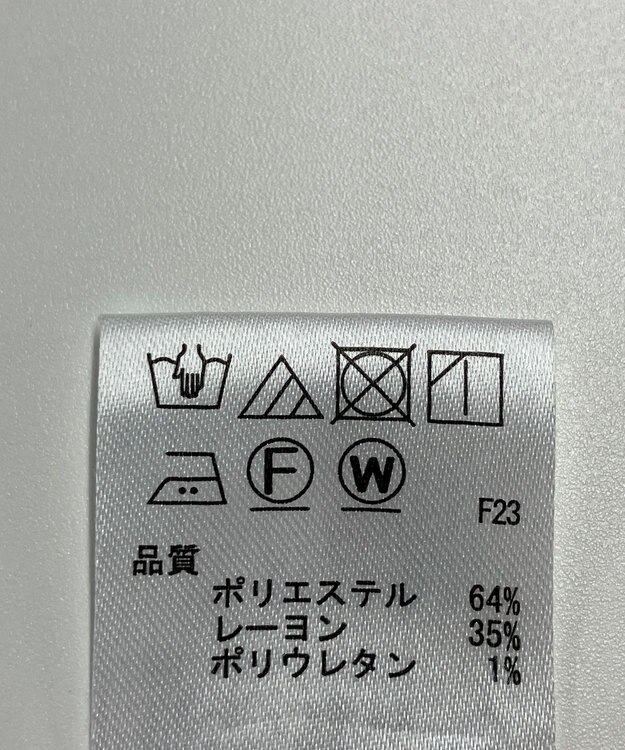 F W
F23
品質
ポリエステル 64%
レーヨン 35%
ポリウレタン 1%